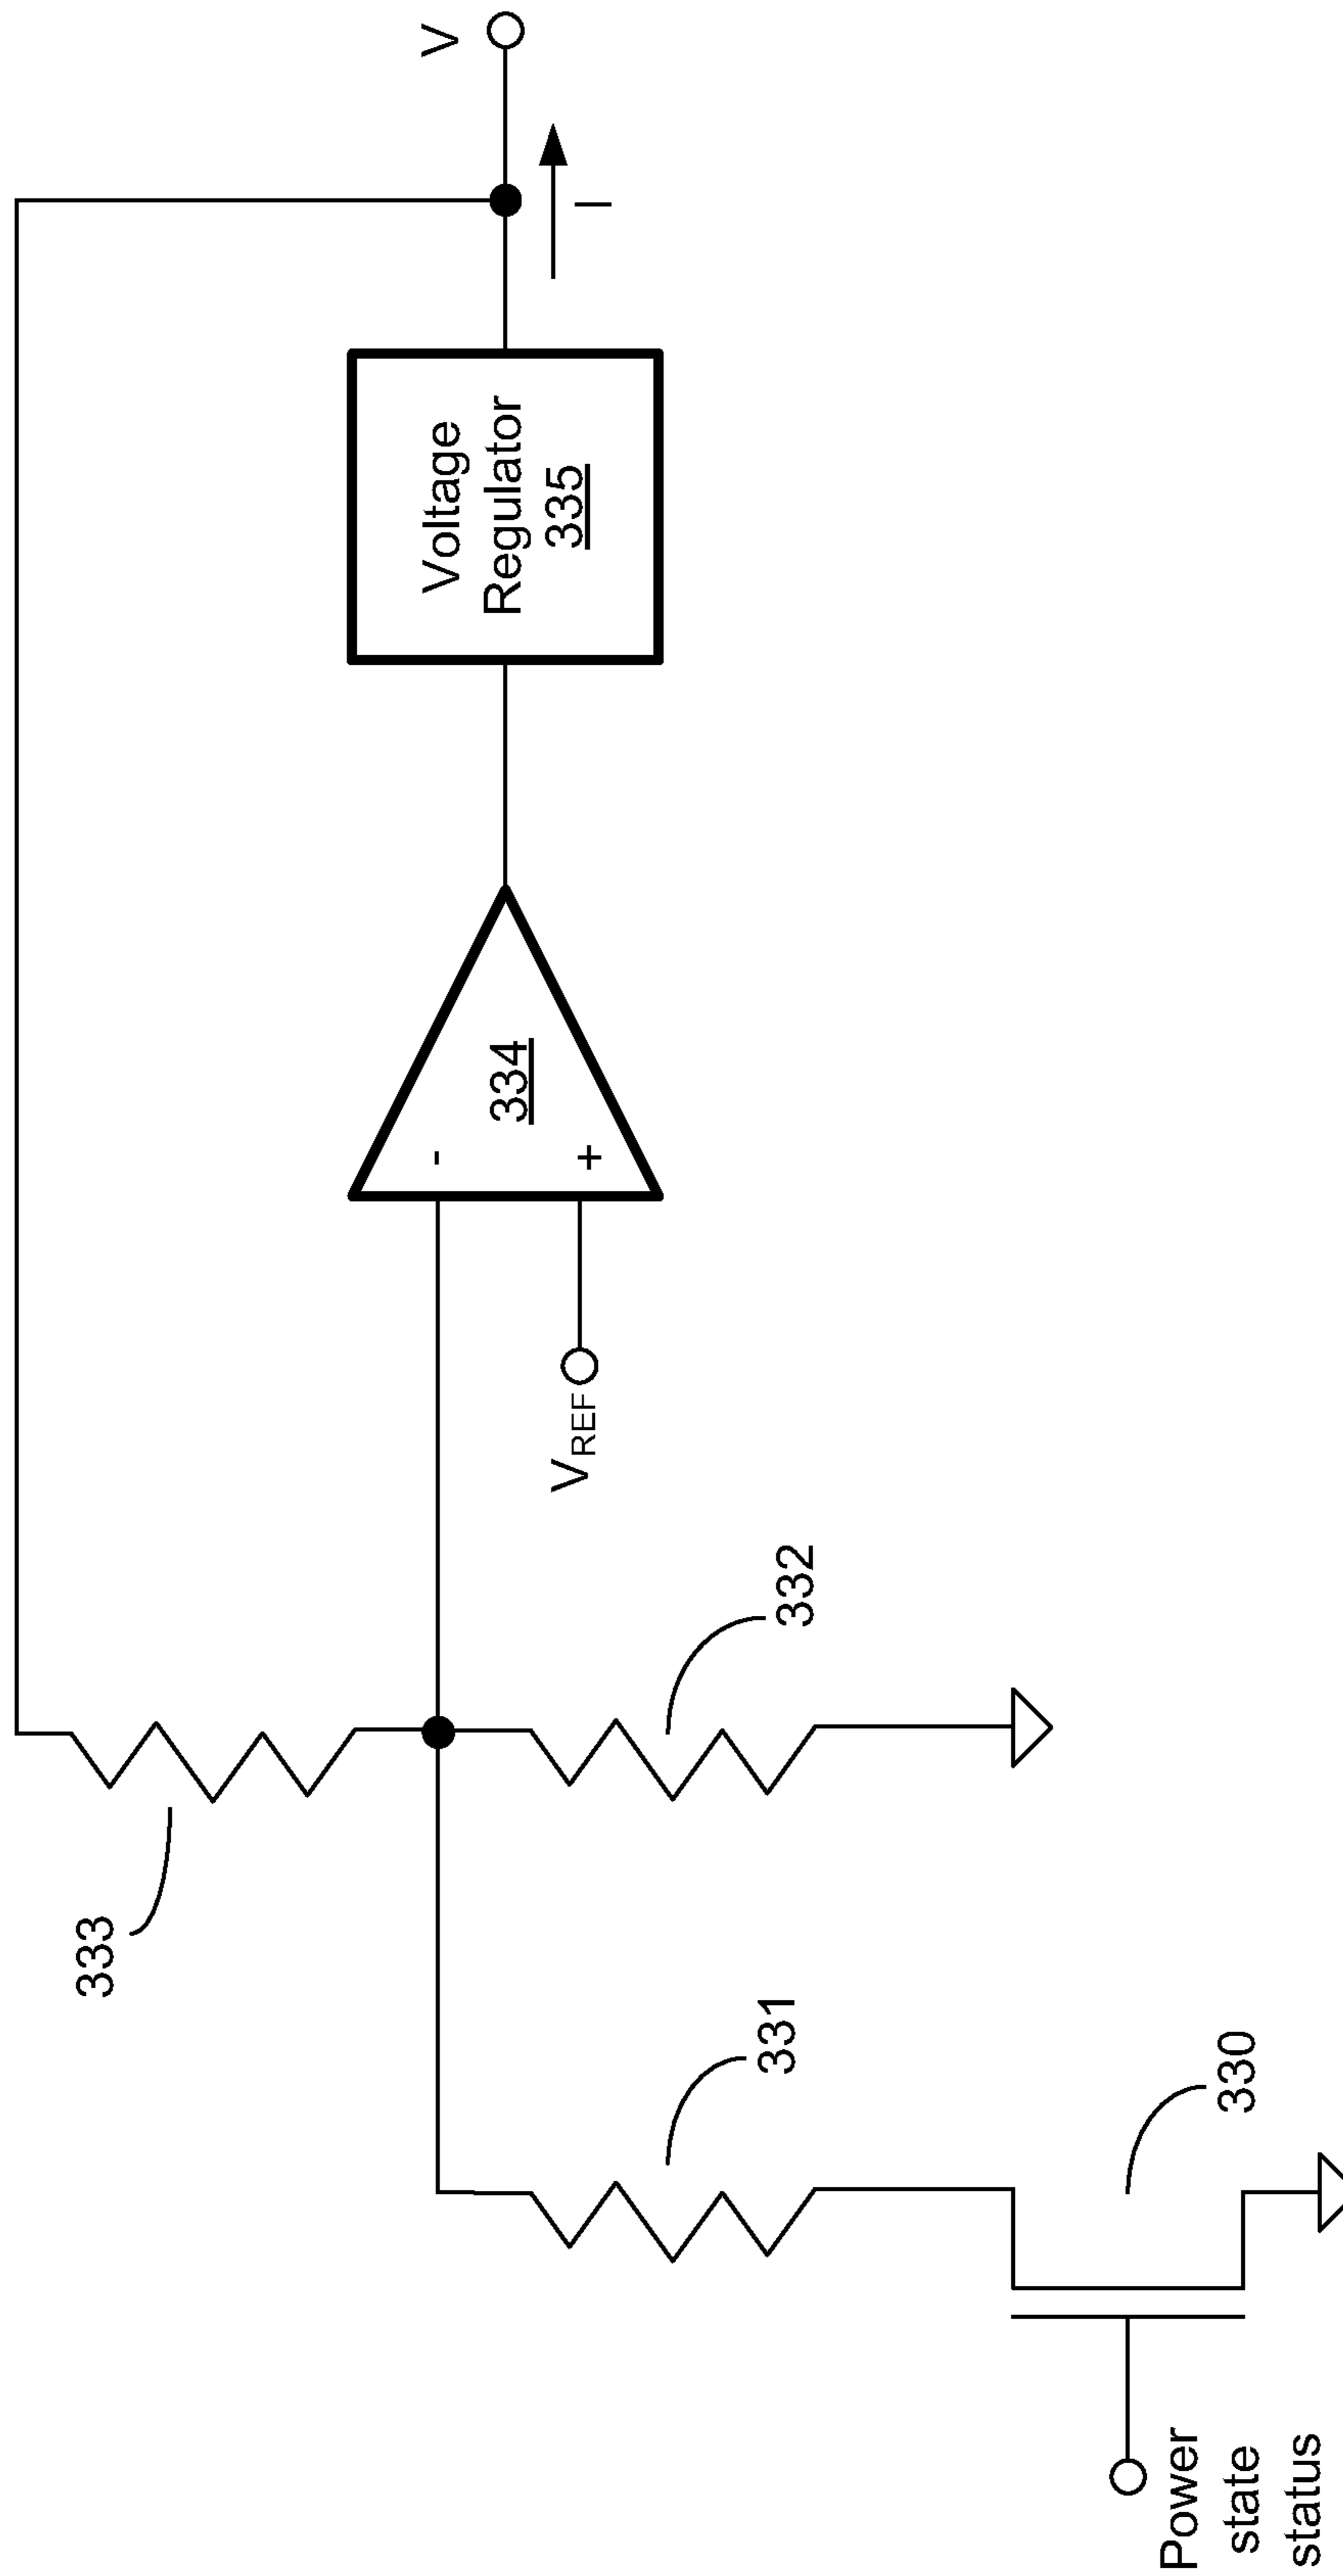 V
I
Voltage
Regulator
335
334
-
+
VREF
333
332
331
330
Power
state
status